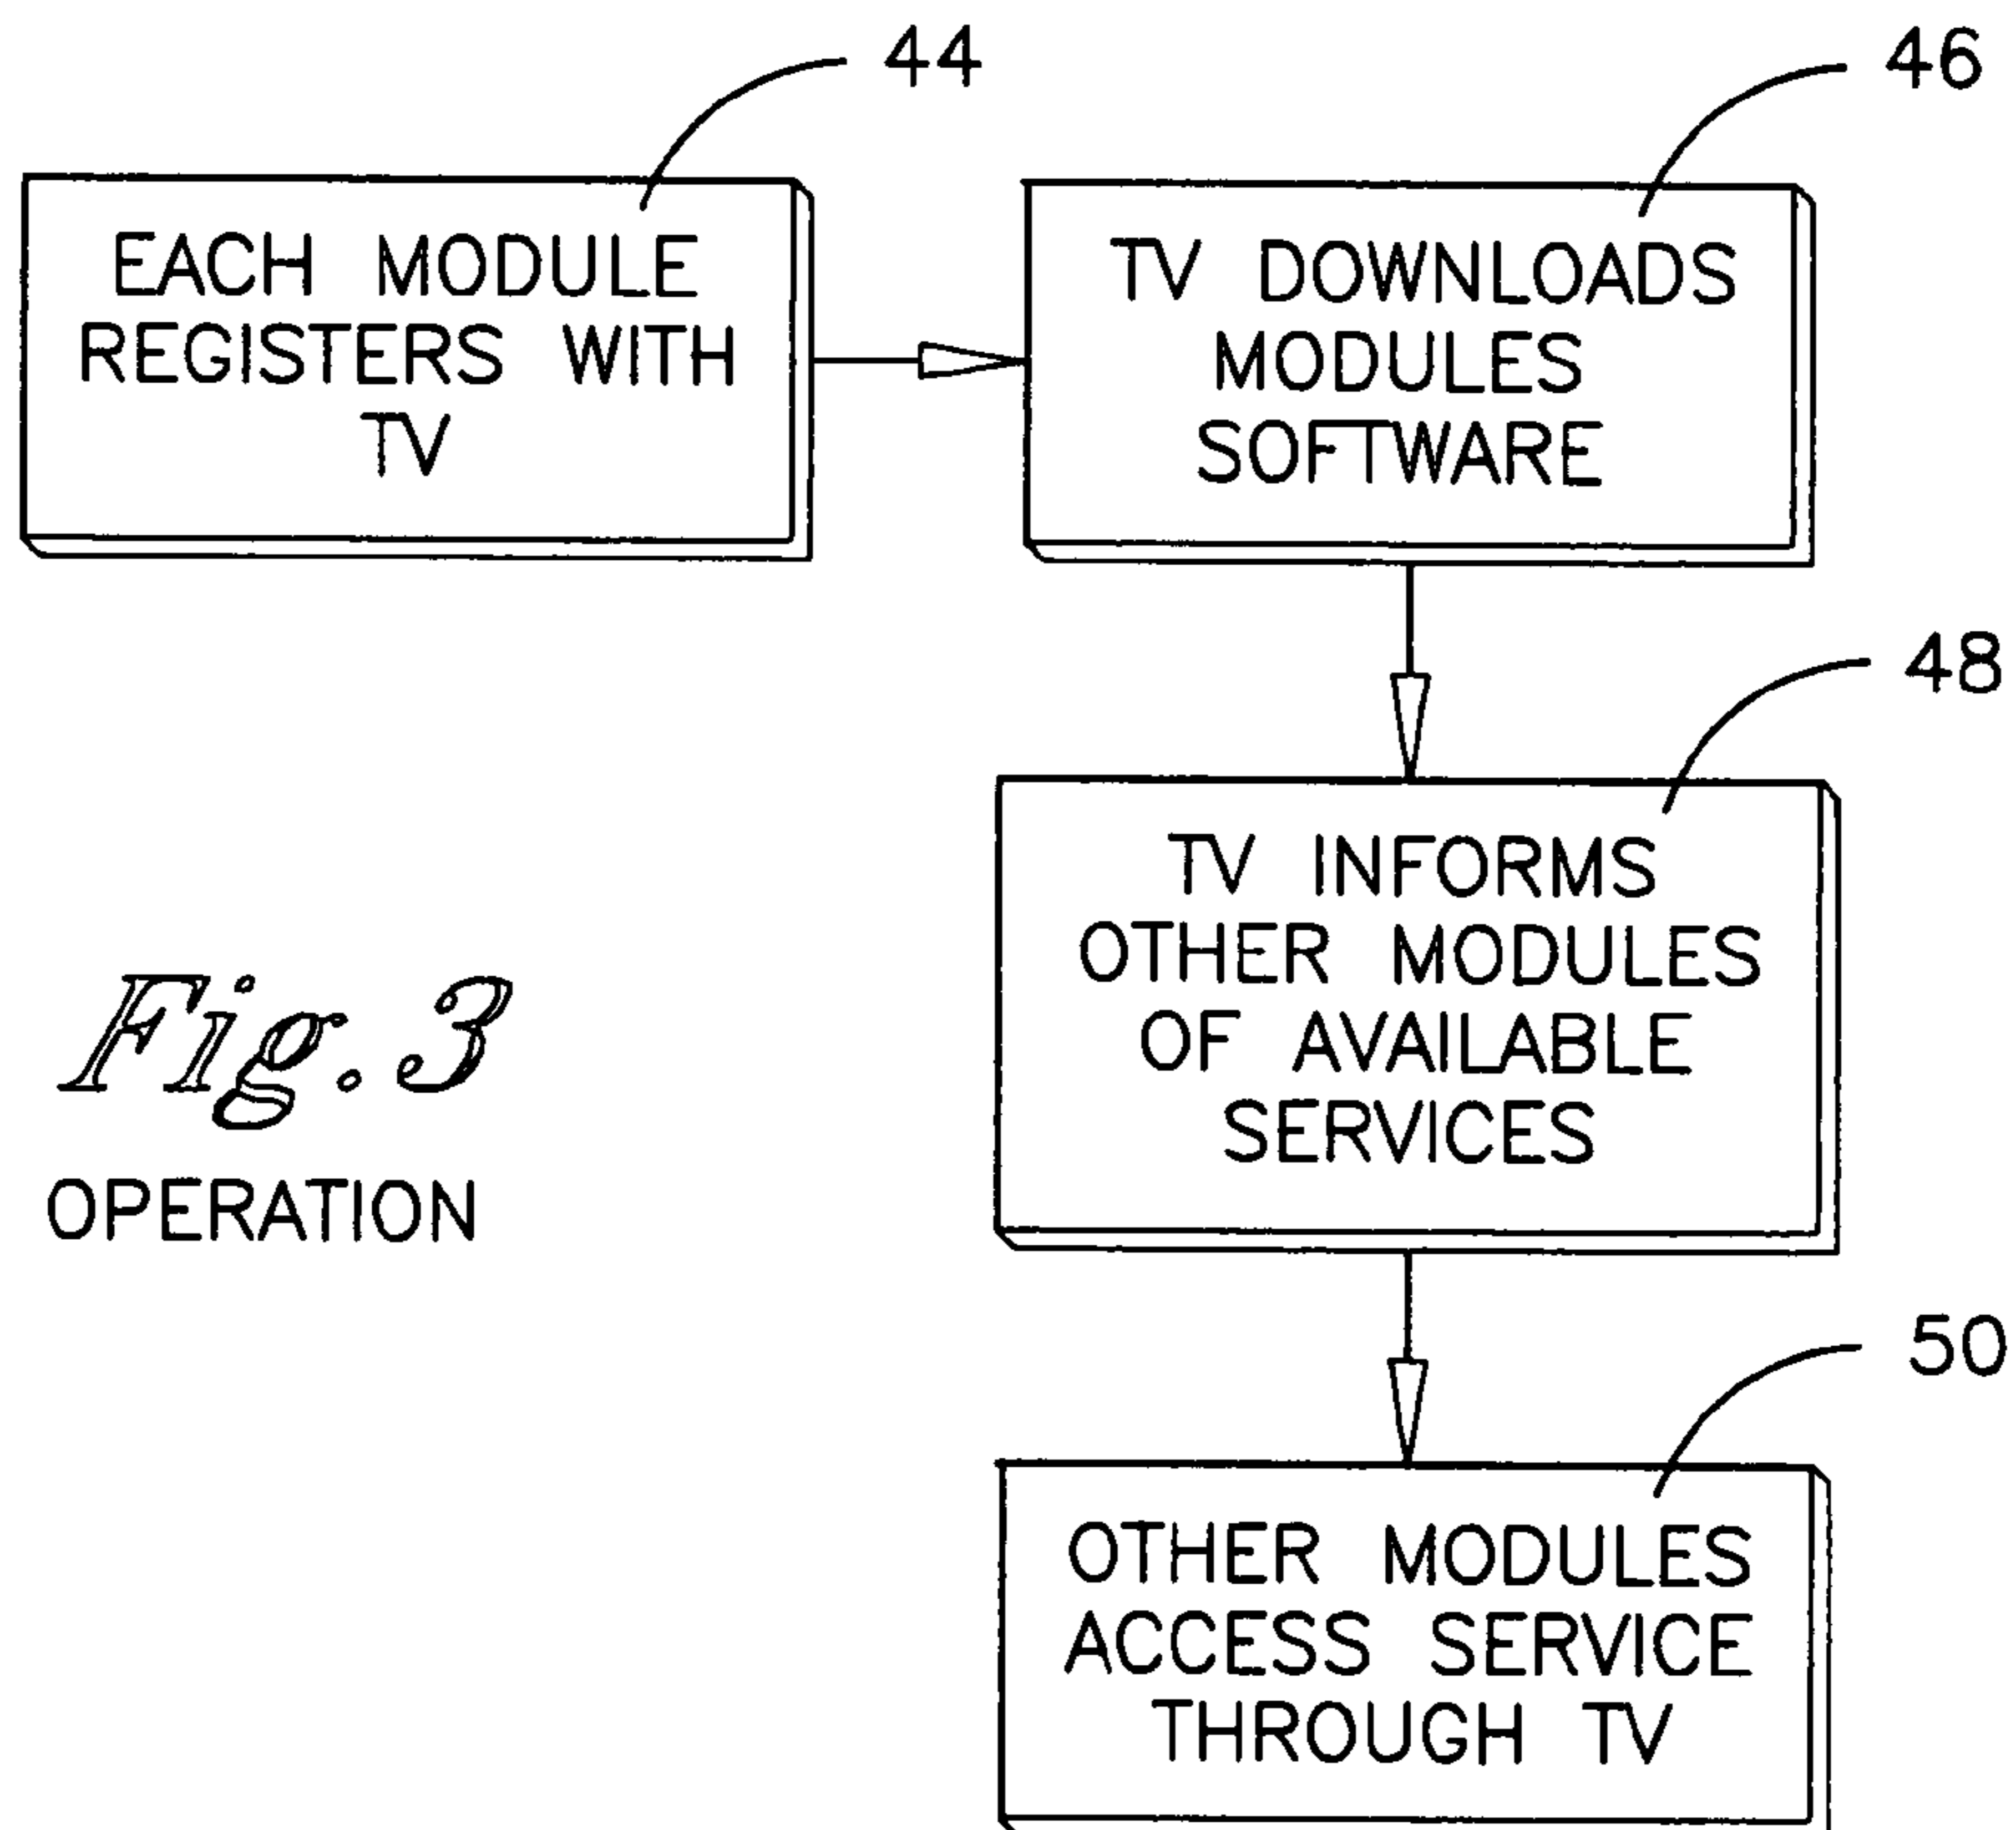 44
EACH MODULE
REGISTERS WITH
TV
46
TV DOWNLOADS
MODULES
SOFTWARE
48
TV INFORMS
OTHER MODULES
OF AVAILABLE
SERVICES
Fig.3
OPERATION
50
OTHER MODULES
ACCESS SERVICE
THROUGH TV